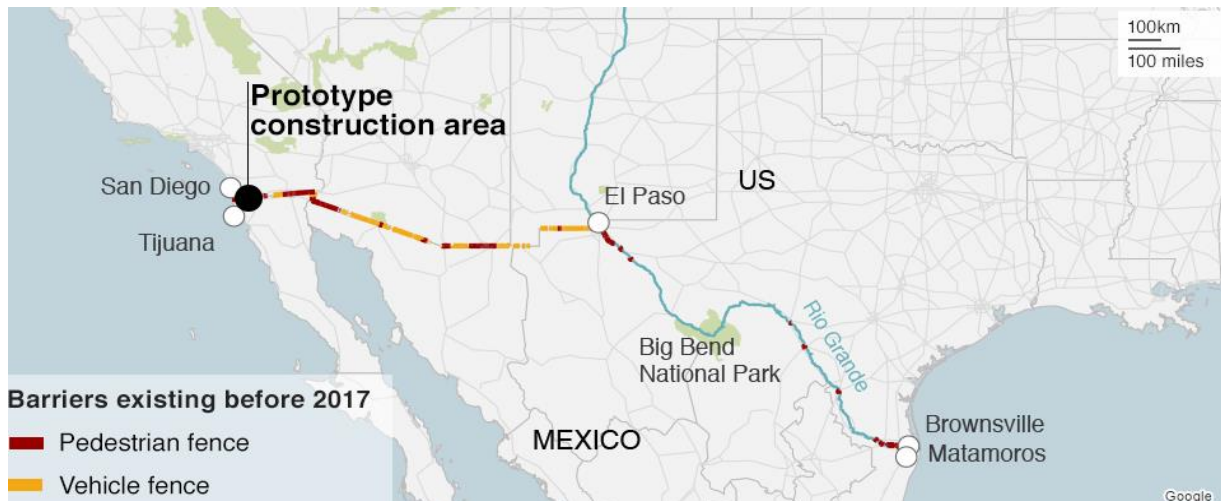 100km
100 miles
Prototype
construction area
San Diego
Tijuana
El Paso
US
Rio Grande
Big Bend
National Park
MEXICO
Brownsville
Matamoros
Barriers existing before 2017
Pedestrian fence
Vehicle fence
Google